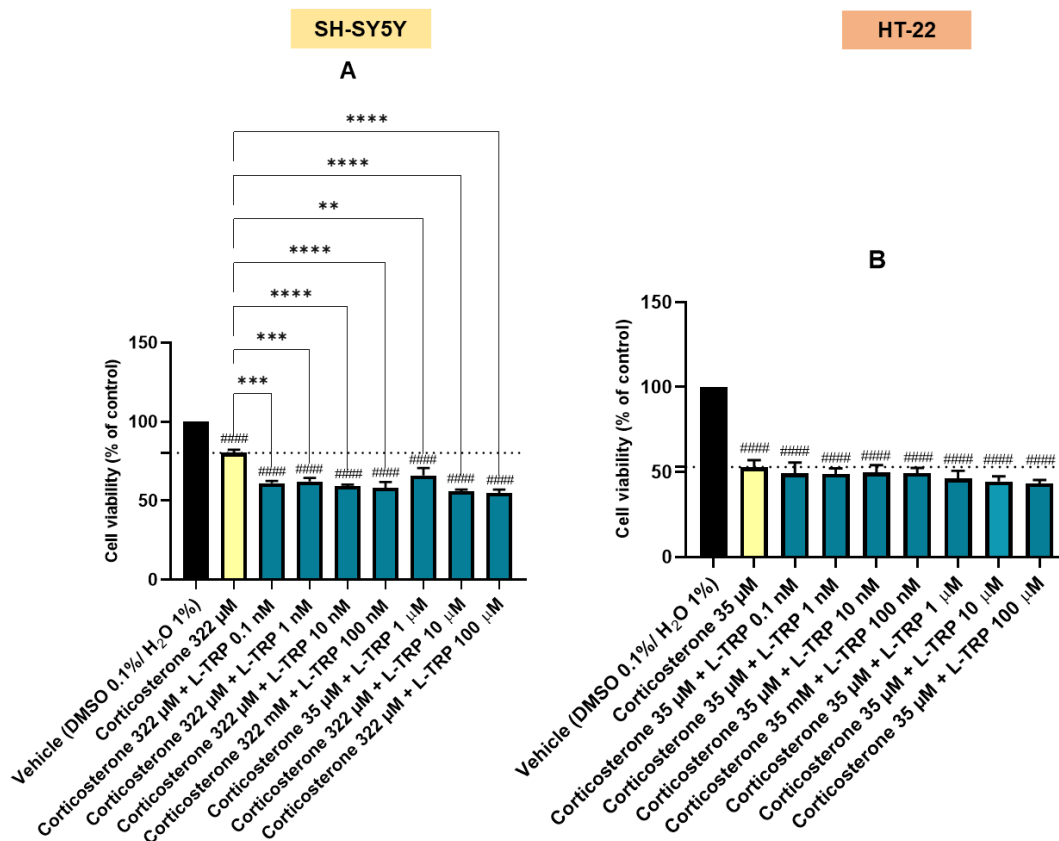 SH-SY5Y
HT-22
A
****
****
**
****
****
***
***
Cell viability (% of control)
150
100
50
0
####
####
####
####
####
####
####
####
Vehicle (DMSO 0.1%/ H₂O 1%)
Corticosterone 322 µM
Corticosterone 322 µM + L-TRP 0.1 nM
Corticosterone 322 µM + L-TRP 1 nM
Corticosterone 322 µM + L-TRP 10 nM
Corticosterone 322 mM + L-TRP 100 nM
Corticosterone 35 µM + L-TRP 1 µM
Corticosterone 322 µM + L-TRP 10 µM
Corticosterone 322 µM + L-TRP 100 µM
B
Cell viability (% of control)
150
100
50
0
####
####
####
####
####
####
####
####
Vehicle (DMSO 0.1%/ H₂O 1%)
Corticosterone 35 µM
Corticosterone 35 µM + L-TRP 0.1 nM
Corticosterone 35 µM + L-TRP 1 nM
Corticosterone 35 µM + L-TRP 10 nM
Corticosterone 35 mM + L-TRP 100 nM
Corticosterone 35 µM + L-TRP 1 µM
Corticosterone 35 µM + L-TRP 10 µM
Corticosterone 35 µM + L-TRP 100 µM